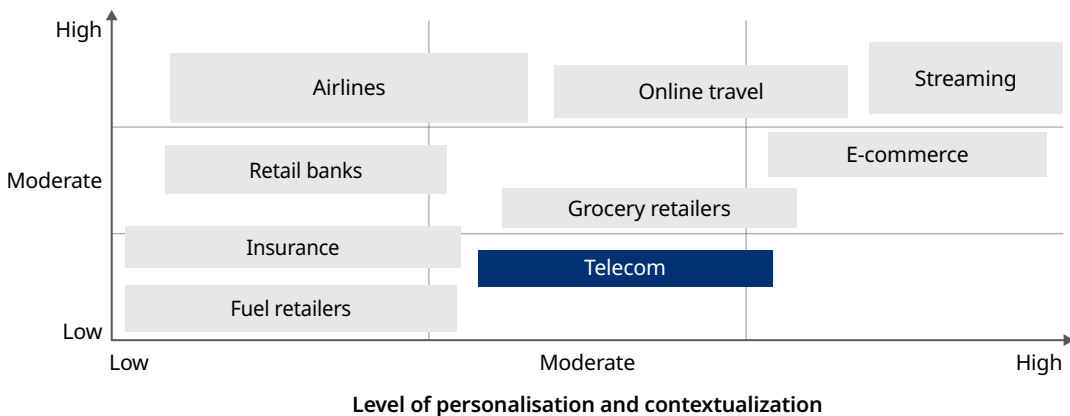 High
Airlines
Online travel
Streaming
E-commerce
Retail banks
Moderate
Grocery retailers
Insurance
Telecom
Fuel retailers
Low
Low
Moderate
High
Level of personalisation and contextualization